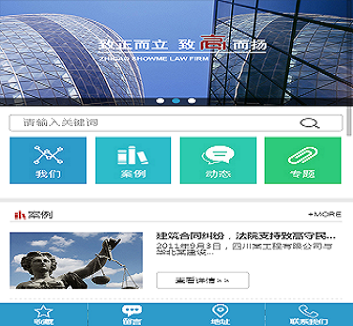 致正而立 致高而扬
ZHIGAO SHOWME LAW FIRM
请输入关键词
我们
案例
动态
专题
案例
+MORE
建筑合同纠纷，法院支持致高守民...
2011年9月3日，四川某工程有限公司与
华北某建设...
查看详情>>
收藏
留言
地址
联系我们